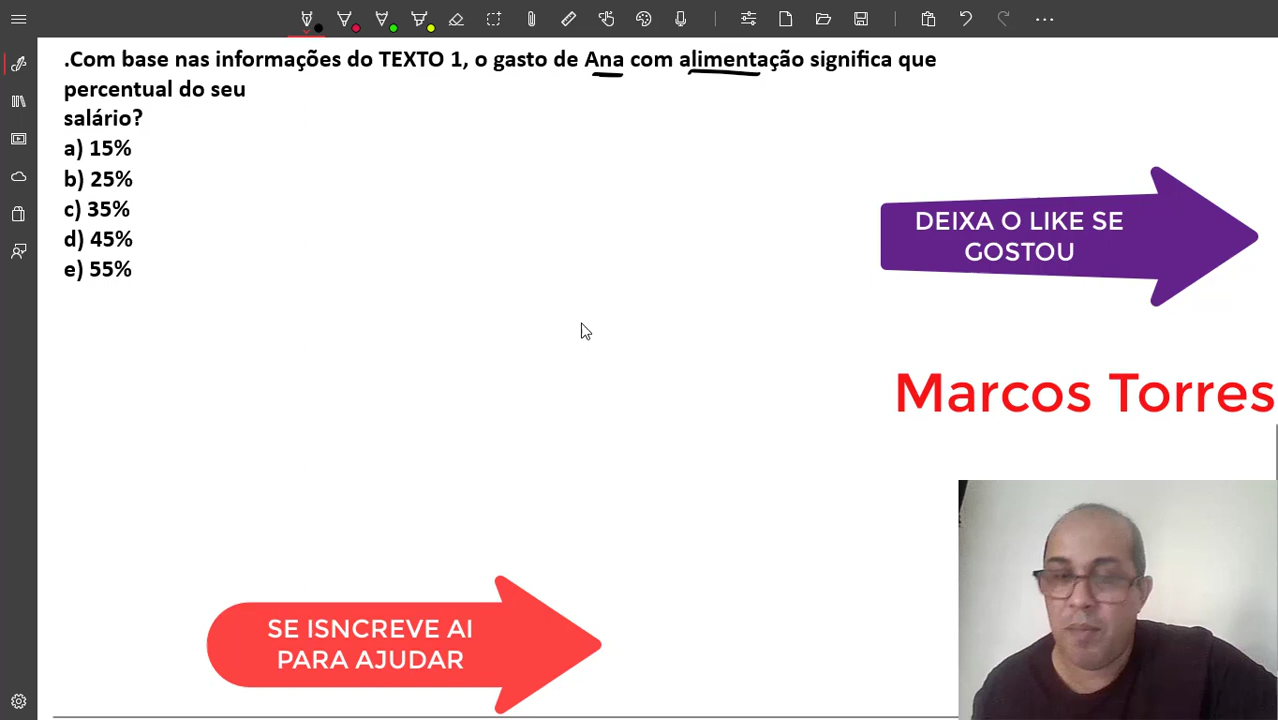 .Com base nas informações do TEXTO 1, o gasto de Ana com alimentação significa que
percentual do seu
salário?
a) 15%
b) 25%
c) 35%
d) 45%
e) 55%
DEIXA O LIKE SE
GOSTOU
Marcos Torres
SE ISNCREVE AI
PARA AJUDAR